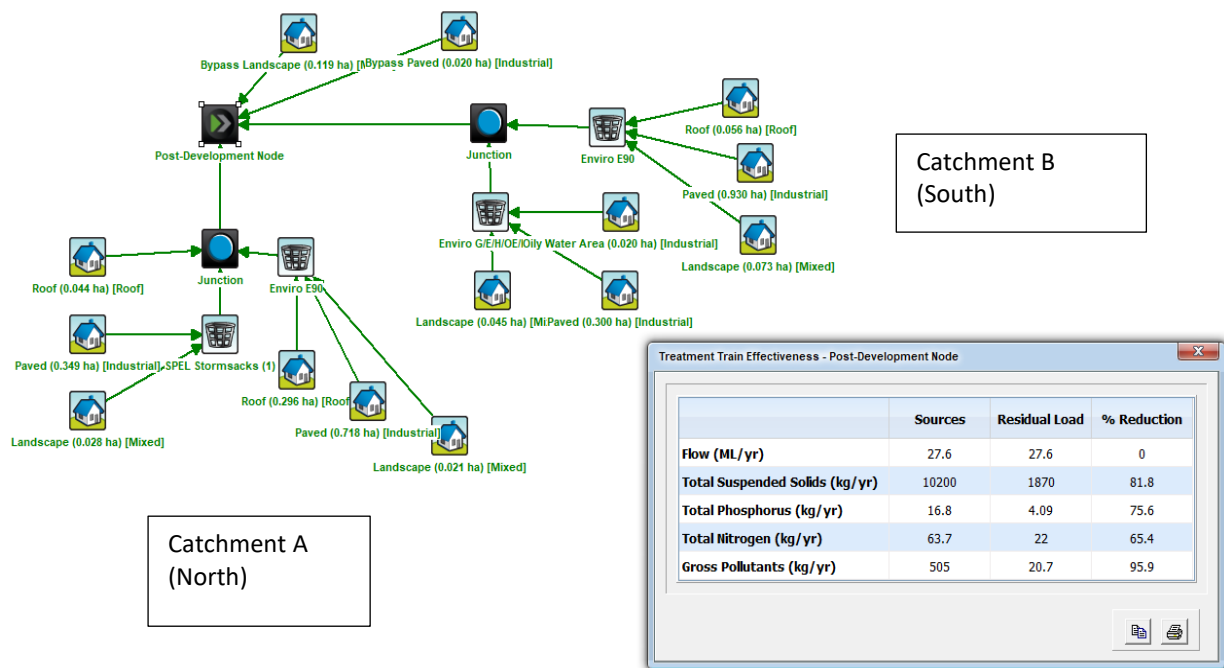 Bypass Landscape (0.119 ha) [
Bypass Paved (0.020 ha) [Industrial]
Post-Development Node
Junction
Enviro E90
Roof (0.056 ha) [Roof]
Paved (0.930 ha) [Industrial]
Landscape (0.073 ha) [Mixed]
Enviro G/E/H/OE/
Oily Water Area (0.020 ha) [Industrial]
Landscape (0.045 ha) [Mi
Paved (0.300 ha) [Industrial]
Catchment B
(South)
Roof (0.044 ha) [Roof]
Junction
Enviro E90
Paved (0.349 ha) [Industrial]
SPEL Stormsacks (1)
Landscape (0.028 ha) [Mixed]
Roof (0.296 ha) [Roof
Paved (0.718 ha) [Industrial]
Landscape (0.021 ha) [Mixed]
Catchment A
(North)
Treatment Train Effectiveness - Post-Development Node
Sources Residual Load % Reduction
Flow (ML/yr) 27.6 27.6 0
Total Suspended Solids (kg/yr) 10200 1870 81.8
Total Phosphorus (kg/yr) 16.8 4.09 75.6
Total Nitrogen (kg/yr) 63.7 22 65.4
Gross Pollutants (kg/yr) 505 20.7 95.9